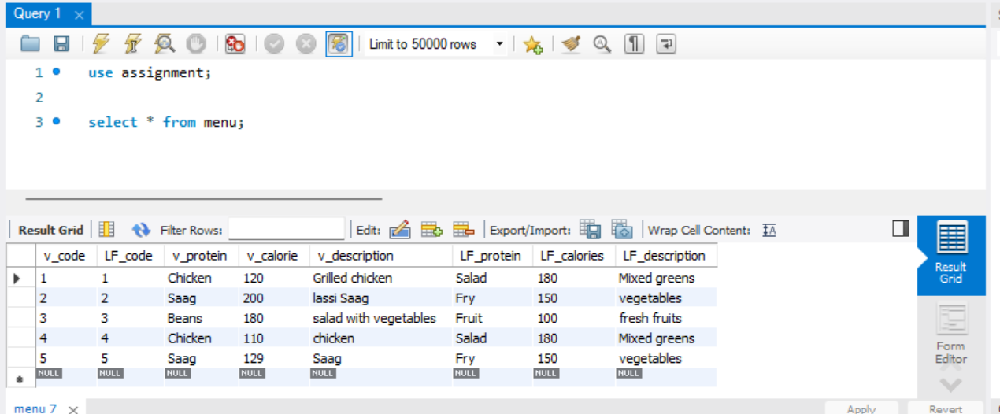 Query 1
Limit to 50000 rows
1 use assignment;
2
3 select * from menu;
Result Grid Filter Rows: Edit: Export/Import: Wrap Cell Content:
v_code LF_code v_protein v_calorie v_description LF_protein LF_calories LF_description
1 1 Chicken 120 Grilled chicken Salad 180 Mixed greens
2 2 Saag 200 lassi Saag Fry 150 vegetables
3 3 Beans 180 salad with vegetables Fruit 100 fresh fruits
4 4 Chicken 110 chicken Salad 180 Mixed greens
5 5 Saag 129 Saag Fry 150 vegetables
NULL NULL NULL NULL NULL NULL NULL NULL
Result
Grid
Form
Editor
menu 7 Apply Revert